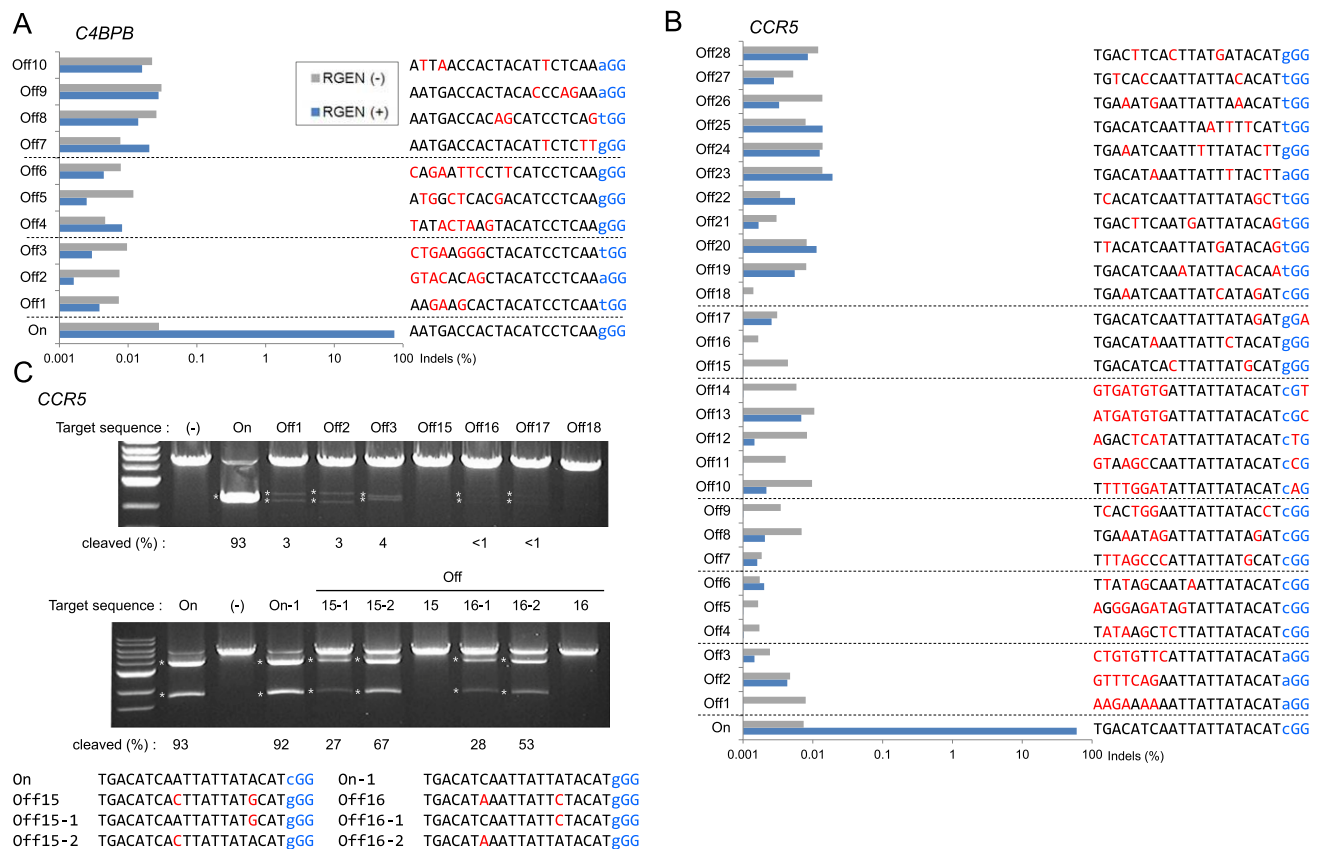 A
C4BPB
RGEN (-)
RGEN (+)
Off10 ATTAACCACTACATTCTCAAaGG
Off9 AATGACCACTACACCCAGAAaGG
Off8 AATGACCACAGCATCCTCAGtGG
Off7 AATGACCACTACATTCTCTTgGG
Off6 CAGAATTCCTTCATCCTCAAgGG
Off5 ATGGCTCACGACATCCTCAAgGG
Off4 TATACTAAGTACATCCTCAAgGG
Off3 CTGAAGGGCTACATCCTCAAtGG
Off2 GTACACAGCTACATCCTCAAaGG
Off1 AAGAAGCACTACATCCTCAAtGG
On AATGACCACTACATCCTCAAgGG
0.001 0.01 0.1 1 10 100 Indels (%)
B
CCR5
Off28 TGACTTCACTTATGATACATgGG
Off27 TGTCACCAATTATTACACATtGG
Off26 TGAAATGAATTATTAAACATtGG
Off25 TGACATCAATTAATTTTCATtGG
Off24 TGAAATCAATTTTTATACTTgGG
Off23 TGACATAAATTATTTTACTTaGG
Off22 TCACATCAATTATTATAGCTtGG
Off21 TGACTTCAATGATTATACAGtGG
Off20 TTACATCAATTATGATACAGtGG
Off19 TGACATCAAATATTACACAAtGG
Off18 TGAAATCAATTATCATAGATcGG
Off17 TGACATCAATTATTATAGATgGA
Off16 TGACATAAATTATTCTACATgGG
Off15 TGACATCACTTATTATGCATgGG
Off14 GTGATGTGATTATTATACATcGT
Off13 ATGATGTGATTATTATACATcGC
Off12 AGACTCATATTATTATACATcTG
Off11 GTAAGCCAATTATTATACATcCG
Off10 TTTTGGATATTATTATACATcAG
Off9 TCACTGGAATTATTATACCTcGG
Off8 TGAAATAGATTATTATAGATcGG
Off7 TTTAGCCCATTATTATGCATcGG
Off6 TTATAGCAATAATTATACATcGG
Off5 AGGGAGATAGTATTATACATcGG
Off4 TATAAGCTCTTATTATACATcGG
Off3 CTGTGTTCATTATTATACATaGG
Off2 GTTTCAGAATTATTATACATaGG
Off1 AAGAAAAAATTATTATACATaGG
On TGACATCAATTATTATACATcGG
0.001 0.01 0.1 1 10 100 Indels (%)
C
CCR5
Target sequence : (-) On Off1 Off2 Off3 Off15 Off16 Off17 Off18
cleaved (%) : 93 3 3 4 <1 <1
Off
Target sequence : On (-) On-1 15-1 15-2 15 16-1 16-2 16
cleaved (%) : 93 92 27 67 28 53
On TGACATCAATTATTATACATcGG On-1 TGACATCAATTATTATACATgGG
Off15 TGACATCACTTATTATGCATgGG Off16 TGACATAAATTATTCTACATgGG
Off15-1 TGACATCAATTATTATGCATgGG Off16-1 TGACATCAATTATTCTACATgGG
Off15-2 TGACATCACTTATTATACATgGG Off16-2 TGACATAAATTATTATACATgGG